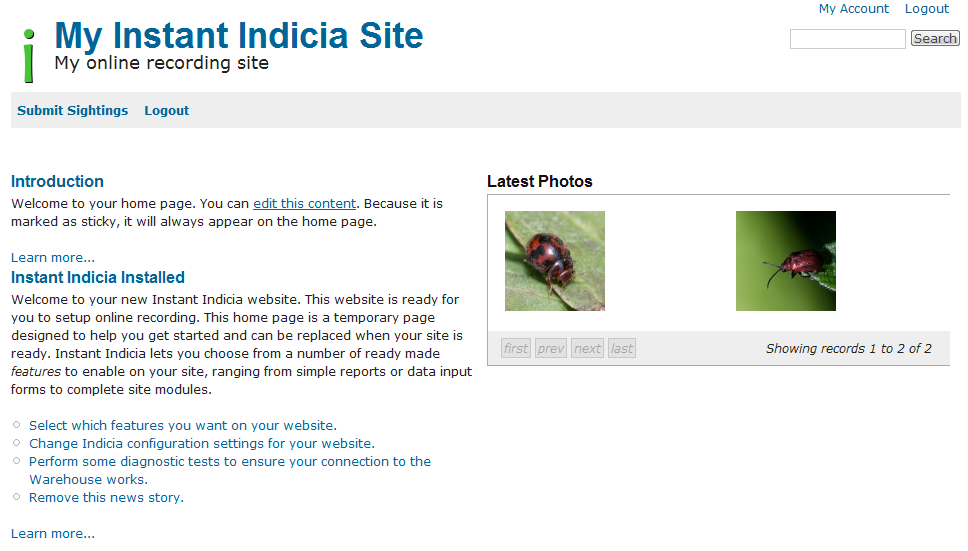 My Account Logout
My Instant Indicia Site
My online recording site
Search
Submit Sightings Logout
Introduction
Welcome to your home page. You can edit this content. Because it is
marked as sticky, it will always appear on the home page.
Learn more...
Instant Indicia Installed
Welcome to your new Instant Indicia website. This website is ready for
you to setup online recording. This home page is a temporary page
designed to help you get started and can be replaced when your site is
ready. Instant Indicia lets you choose from a number of ready made
features to enable on your site, ranging from simple reports or data input
forms to complete site modules.
Select which features you want on your website.
Change Indicia configuration settings for your website.
Perform some diagnostic tests to ensure your connection to the
Warehouse works.
Remove this news story.
Learn more...
Latest Photos
first prev next last
Showing records 1 to 2 of 2